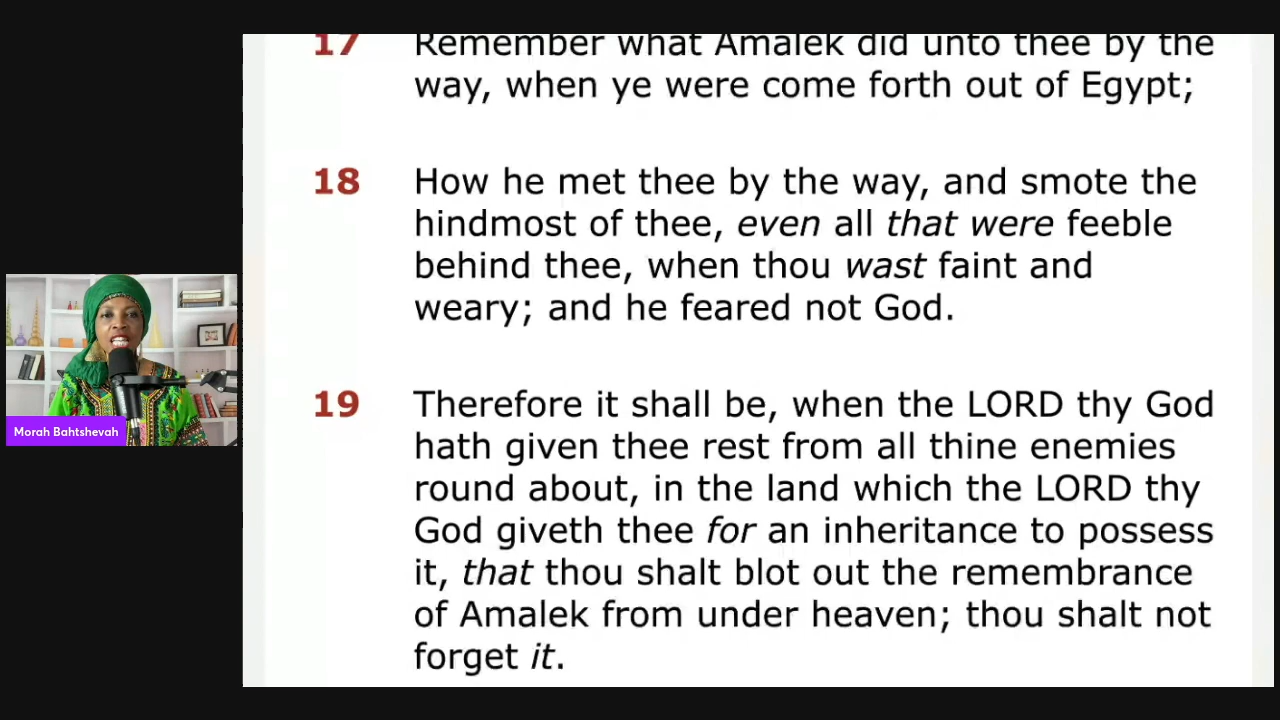 17 Remember what Amalek did unto thee by the
way, when ye were come forth out of Egypt;
18 How he met thee by the way, and smote the
hindmost of thee, even all that were feeble
behind thee, when thou wast faint and
weary; and he feared not God.
19 Therefore it shall be, when the LORD thy God
hath given thee rest from all thine enemies
round about, in the land which the LORD thy
God giveth thee for an inheritance to possess
it, that thou shalt blot out the remembrance
of Amalek from under heaven; thou shalt not
forget it.
Morah Bahtshevah